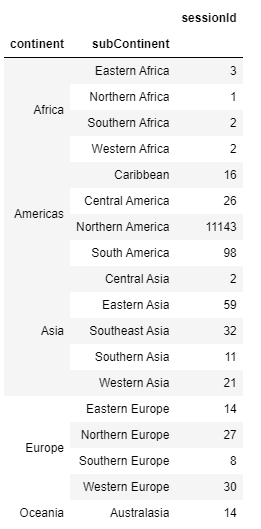 sessionId
continent subContinent
Eastern Africa 3
Northern Africa 1
Africa
Southern Africa 2
Western Africa 2
Caribbean 16
Central America 26
Americas
Northern America 11143
South America 98
Central Asia 2
Eastern Asia 59
Asia Southeast Asia 32
Southern Asia 11
Western Asia 21
Eastern Europe 14
Northern Europe 27
Europe
Southern Europe 8
Western Europe 30
Oceania Australasia 14